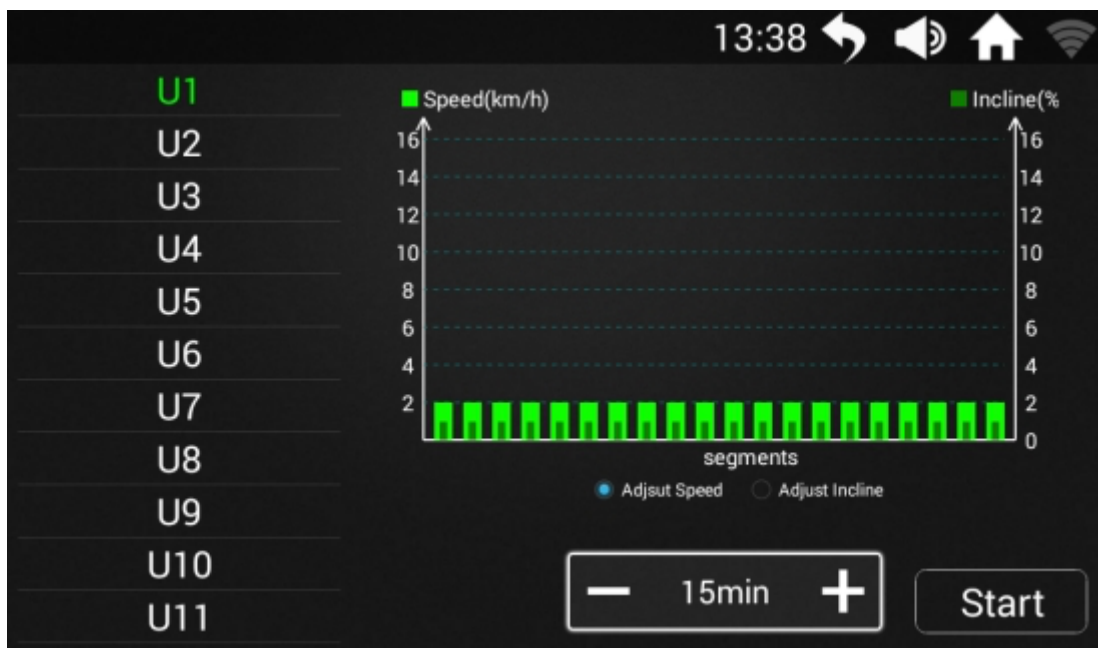 13:38
U1
U2
U3
U4
U5
U6
U7
U8
U9
U10
U11
Speed(km/h)
Incline(%
16
14
12
10
8
6
4
2
16
14
12
10
8
6
4
2
0
segments
Adjsut Speed
Adjust Incline
15min
Start